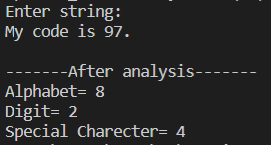 Enter string:
My code is 97.
-------After analysis-------
Alphabet= 8
Digit= 2
Special Charecter= 4